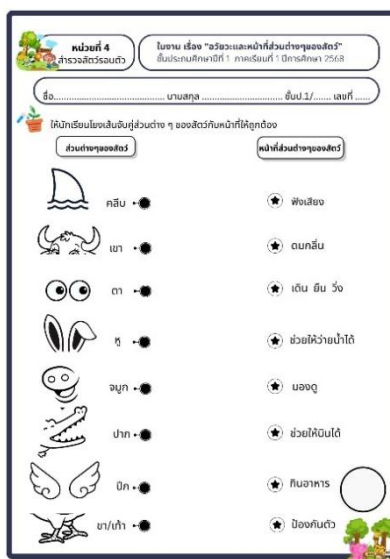 หน่วยที่ 4
สำรวจสัตว์รอบตัว
ใบงาน เรื่อง "อวัยวะและหน้าที่ส่วนต่างๆของสัตว์"
ชั้นประถมศึกษาปีที่ 1 ภาคเรียนที่ 1 ปีการศึกษา 2568
ชื่อ........................................ นามสกุล ............................. ชั้นป.1/....... เลขที่ ......
ให้นักเรียนโยงเส้นจับคู่ส่วนต่าง ๆ ของสัตว์กับหน้าที่ให้ถูกต้อง
ส่วนต่างๆของสัตว์ หน้าที่ส่วนต่างๆของสัตว์
ครีบ ฟังเสียง
เขา ดมกลิ่น
ตา เดิน ยืน วิ่ง
หู ช่วยให้ว่ายน้ำได้
จมูก มองดู
ปาก ช่วยให้บินได้
ปีก กินอาหาร
ขา/เท้า ป้องกันตัว